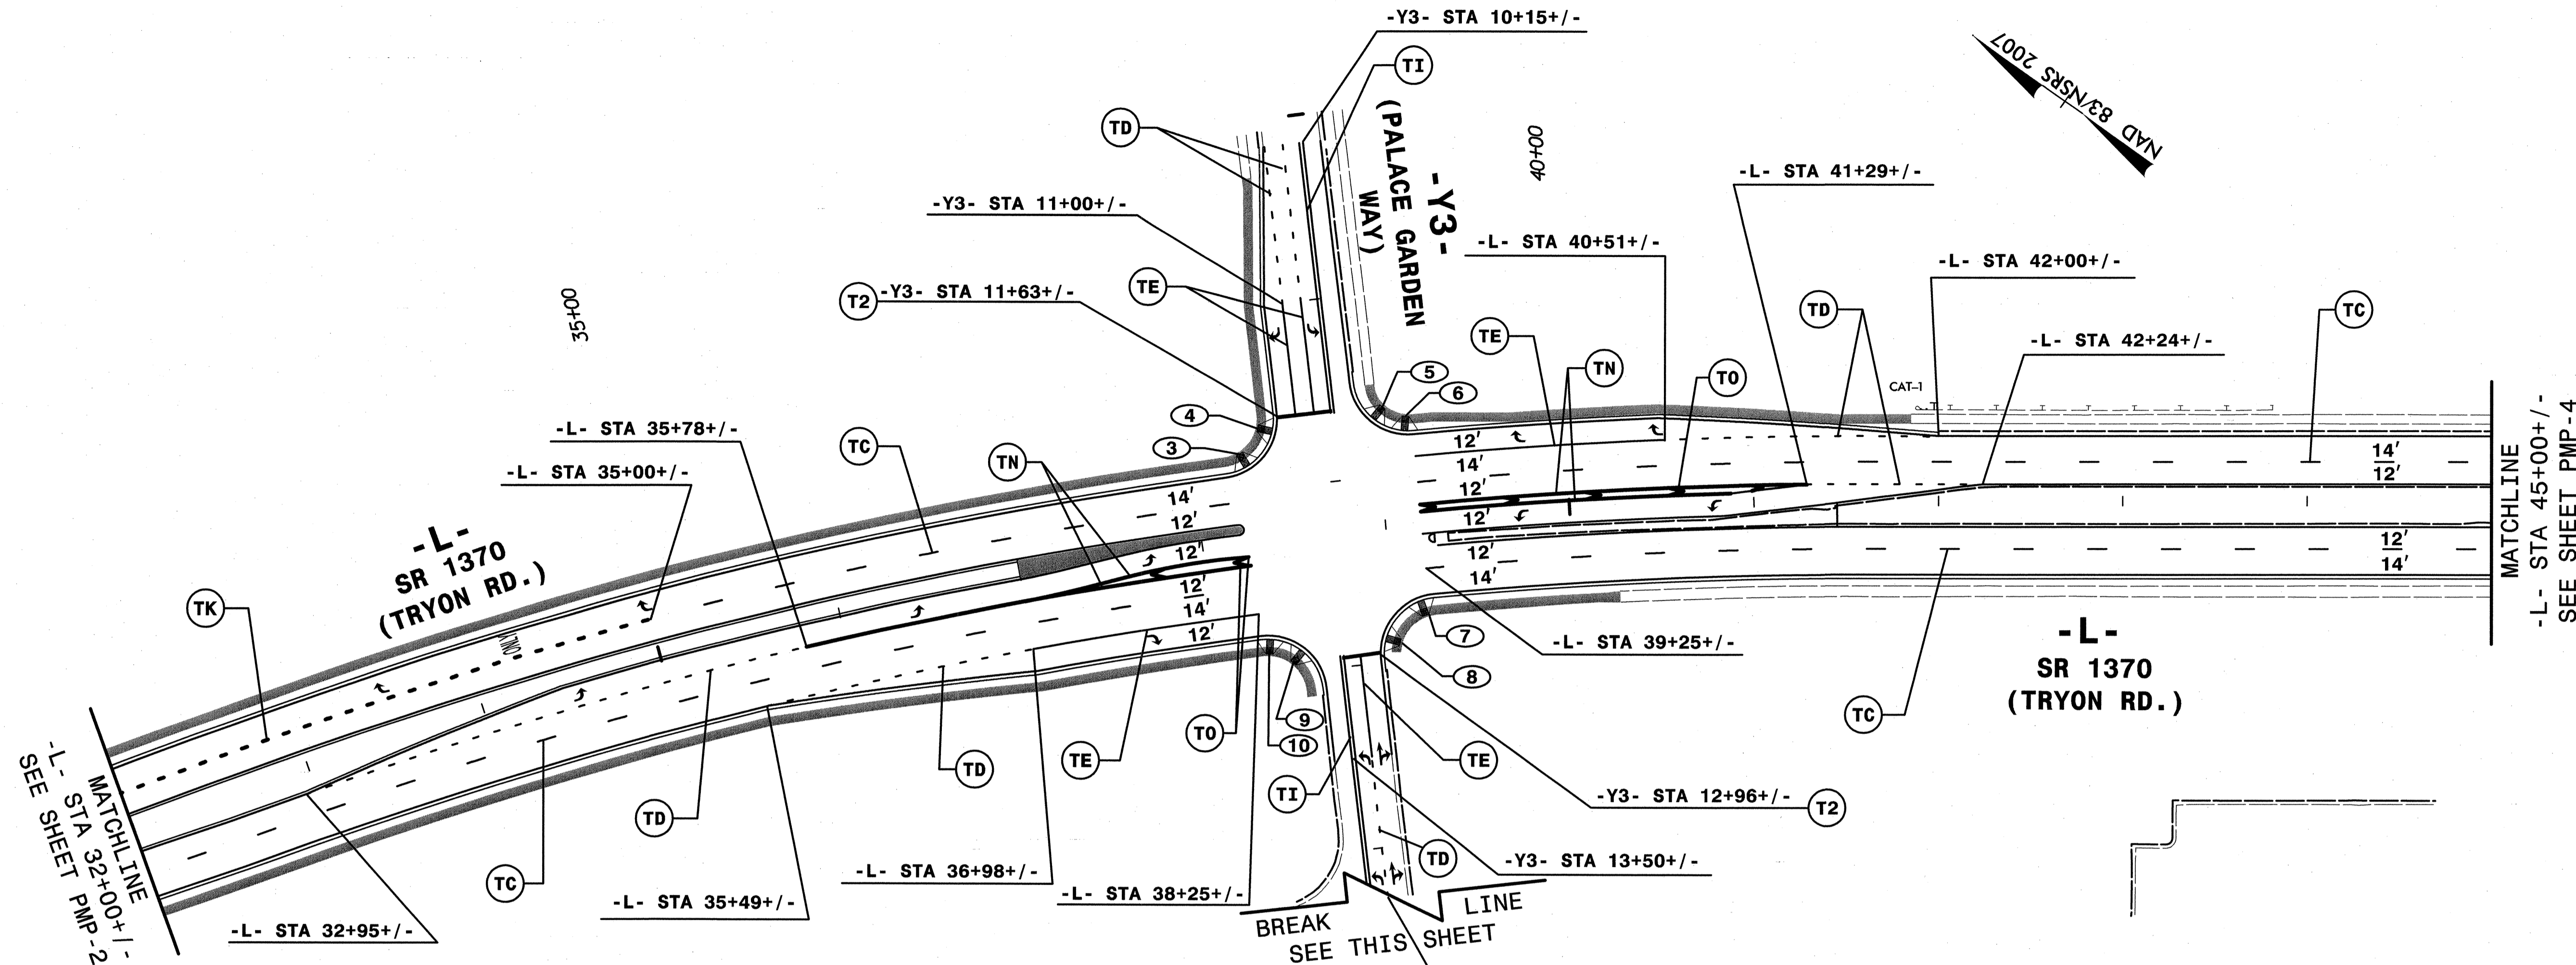 -Y3- STA 10+15+/-
TI
NAD 83/NSRS 2007
TD
-Y3-
(PALACE GARDEN
WAY)
40+00
-L- STA 41+29+/-
-Y3- STA 11+00+/-
-L- STA 40+51+/-
-L- STA 42+00+/-
35+00
T2
-Y3- STA 11+63+/-
TE
TD
TC
TE
-L- STA 42+24+/-
TN
TO
5
6
CAT-1
4
3
-L- STA 35+78+/-
TC
TN
-L- STA 35+00+/-
12'
14'
12'
12'
14'
12'
MATCHLINE
-L- STA 45+00+/-
SEE SHEET PMP-4
14'
12'
12'
12'
14'
12'
14'
12'
14'
12'
-L-
SR 1370
(TRYON RD.)
TK
ONLY
7
8
-L- STA 39+25+/-
-L-
SR 1370
(TRYON RD.)
9
10
TO
TE
TD
TD
TC
TE
TI
TC
-Y3- STA 12+96+/-
T2
TD
-Y3- STA 13+50+/-
MATCHLINE
-L- STA 32+00+/-
SEE SHEET PMP-2
-L- STA 32+95+/-
-L- STA 35+49+/-
-L- STA 36+98+/-
-L- STA 38+25+/-
BREAK LINE
SEE THIS SHEET